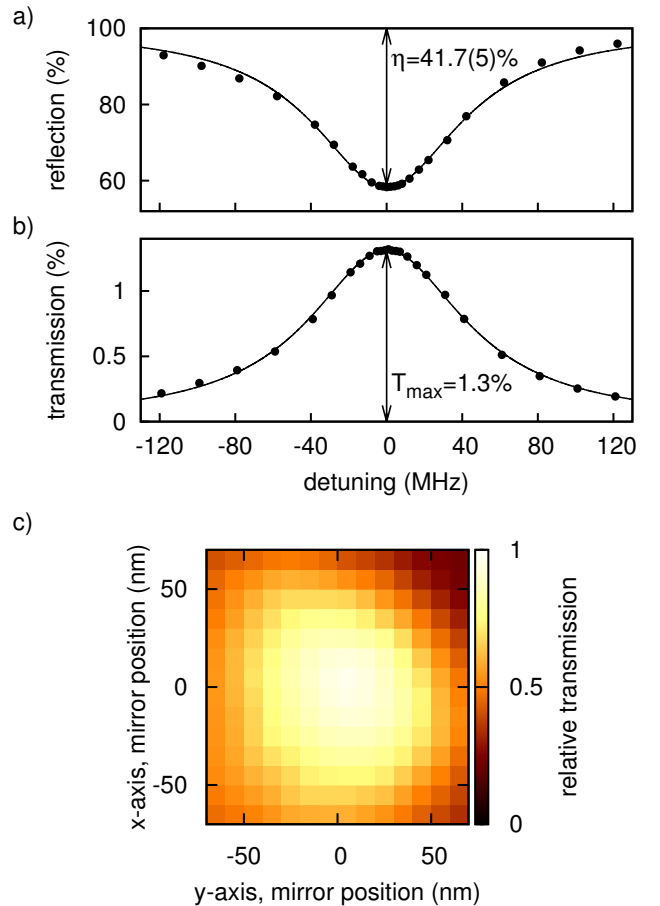 a)
100
80
60
reflection (%)
η=41.7(5)%
b)
1
0.5
0
transmission (%)
T_max=1.3%
-120 -80 -40 0 40 80 120
detuning (MHz)
c)
50
0
-50
x-axis, mirror position (nm)
-50 0 50
y-axis, mirror position (nm)
1
0.5
0
relative transmission